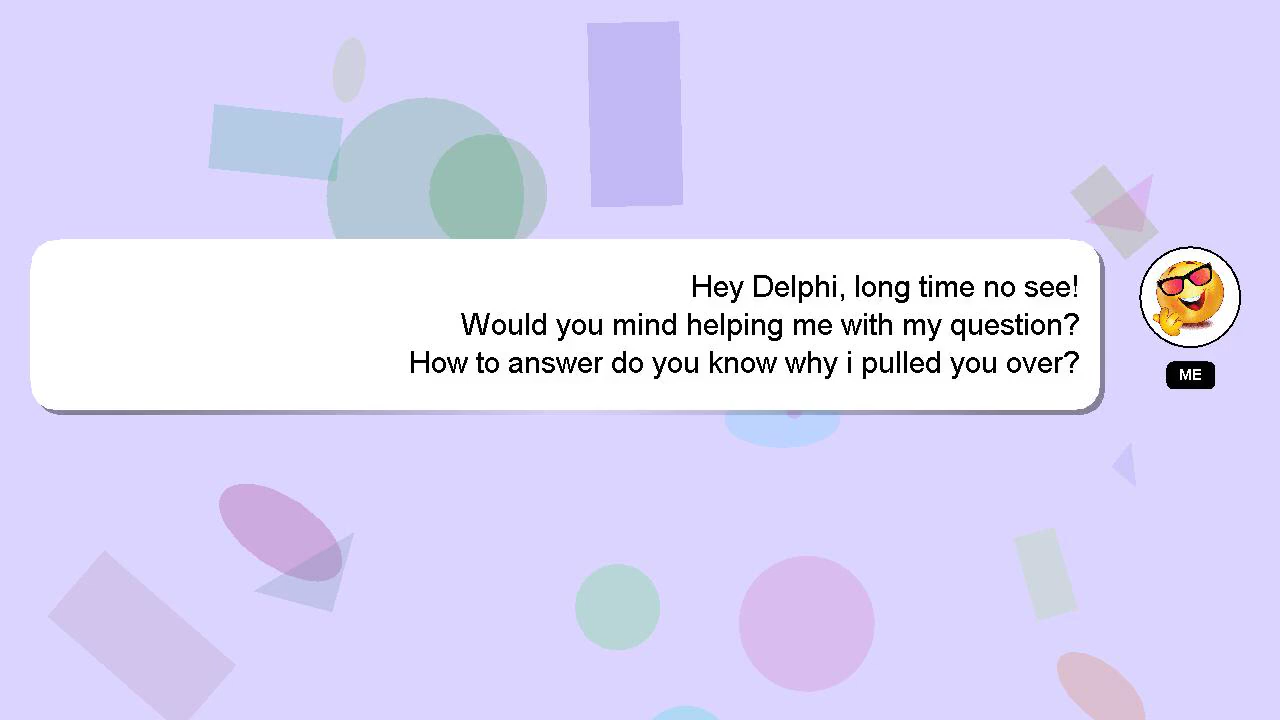 Hey Delphi, long time no see!
Would you mind helping me with my question?
How to answer do you know why i pulled you over?
ME